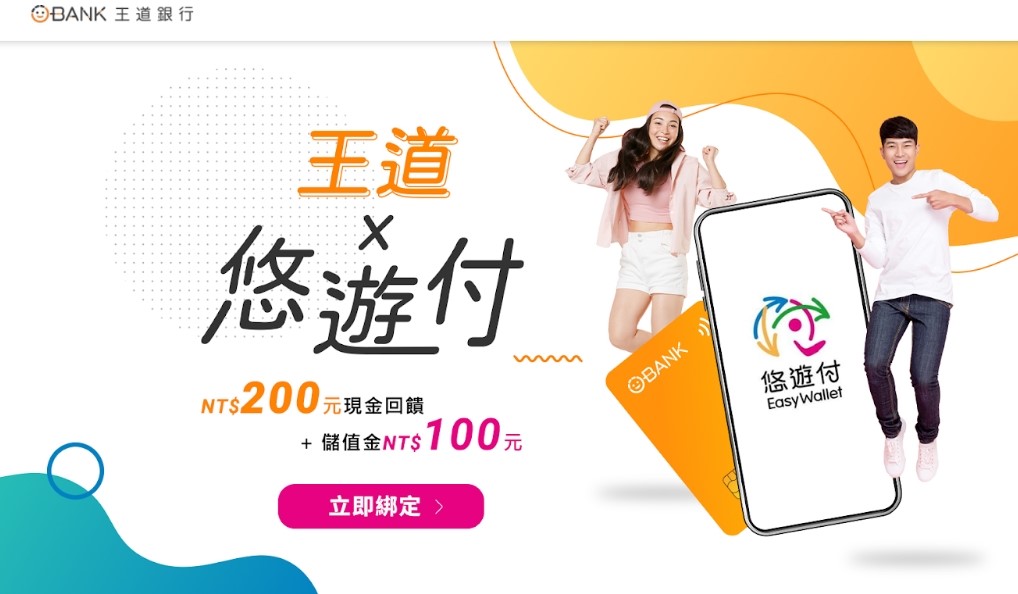 BANK 王道銀行
王道
x
悠遊付
NT$200元現金回饋
+ 儲值金NT$100元
立即綁定 >
BANK
悠遊付
EasyWallet